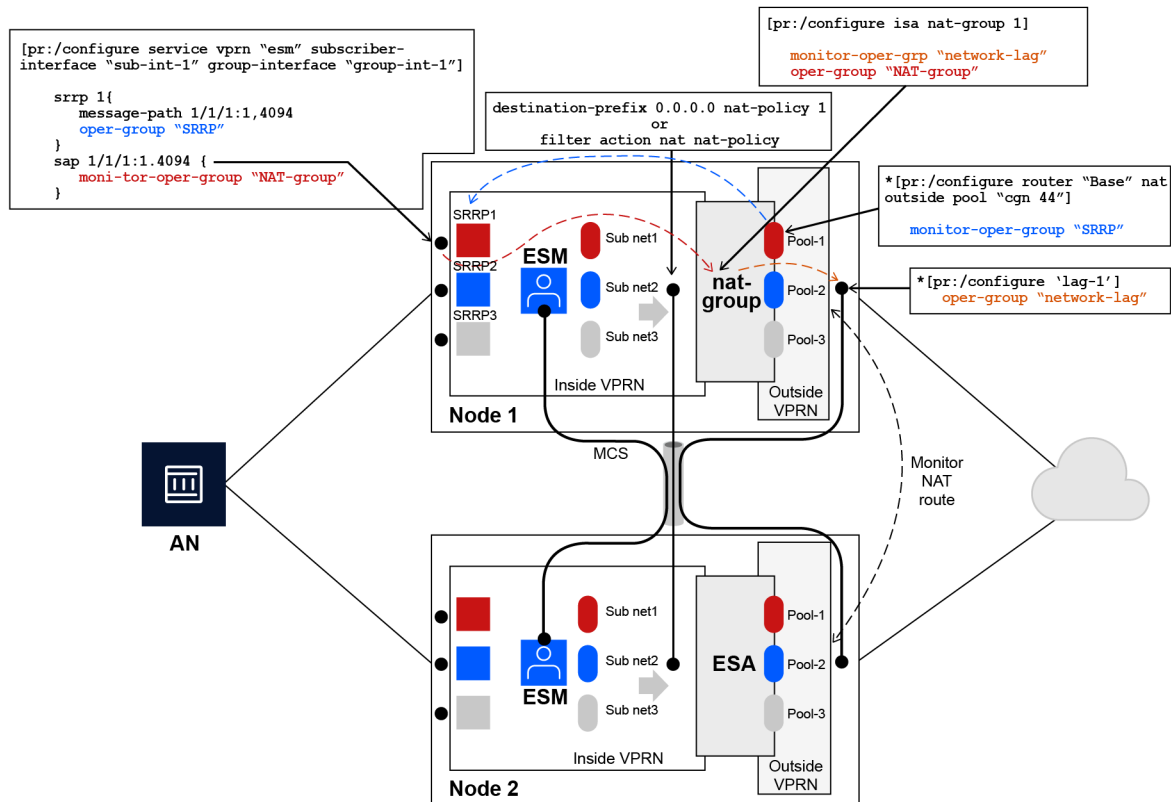 [pr:/configure service vprn “esm” subscriber-
interface “sub-int-1” group-interface “group-int-1”]
srrp 1{
message-path 1/1/1:1,4094
oper-group “SRRP”
}
sap 1/1/1:1.4094 {
moni-tor-oper-group “NAT-group”
}
[pr:/configure isa nat-group 1]
monitor-oper-grp “network-lag”
oper-group “NAT-group”
destination-prefix 0.0.0.0 nat-policy 1
or
filter action nat nat-policy
*[pr:/configure router “Base” nat
outside pool “cgn 44”]
monitor-oper-group “SRRP”
*[pr:/configure ‘lag-1’]
oper-group “network-lag”
SRRP1
SRRP2
SRRP3
ESM
Sub net1
Sub net2
Sub net3
nat-
group
Pool-1
Pool-2
Pool-3
Inside VPRN
Outside
VPRN
Node 1
MCS
Monitor
NAT
route
AN
Sub net1
Sub net2
Sub net3
ESM
ESA
Pool-1
Pool-2
Pool-3
Inside VPRN
Outside
VPRN
Node 2